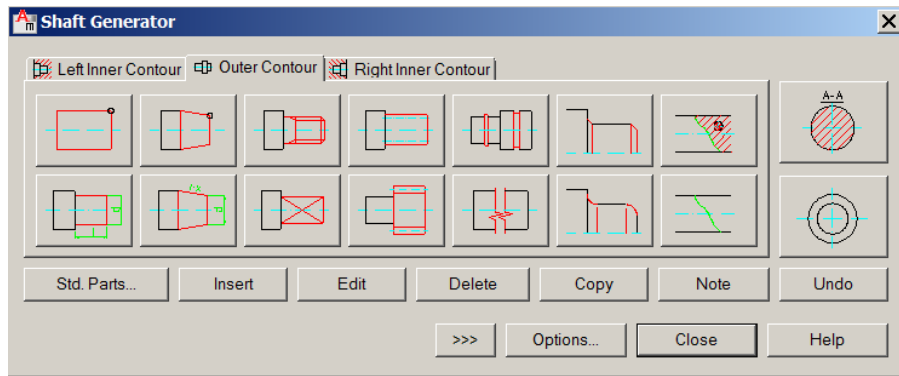 Shaft Generator
Left Inner Contour Outer Contour Right Inner Contour
A-A
d
l
1:x
d
Std. Parts... Insert Edit Delete Copy Note Undo
>>> Options... Close Help